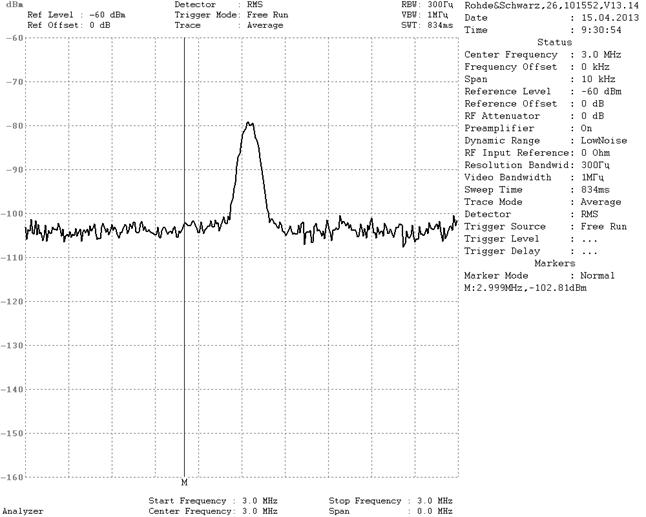 dBm
Ref Level : -60 dBm
Ref Offset: 0 dB
Detector : RMS
Trigger Mode: Free Run
Trace : Average
RBW: 300Гц
VBW: 1МГц
SWT: 834ms
-60
-70
-80
-90
-100
-110
-120
-130
-140
-150
-160
M
Start Frequency : 3.0 MHz
Center Frequency : 3.0 MHz
Stop Frequency : 3.0 MHz
Span : 0.0 MHz
Analyzer
Rohde&Schwarz,26,101552,V13.14
Date : 15.04.2013
Time : 9:30:54
Status
Center Frequency : 3.0 MHz
Frequency Offset : 0 kHz
Span : 10 kHz
Reference Level : -60 dBm
Reference Offset : 0 dB
RF Attenuator : 0 dB
Preamplifier : On
Dynamic Range : LowNoise
RF Input Reference: 0 Ohm
Resolution Bandwid: 300Гц
Video Bandwidth : 1МГц
Sweep Time : 834ms
Trace Mode : Average
Detector : RMS
Trigger Source : Free Run
Trigger Level : ...
Trigger Delay : ...
Markers
Marker Mode : Normal
M:2.999MHz,-102.81dBm